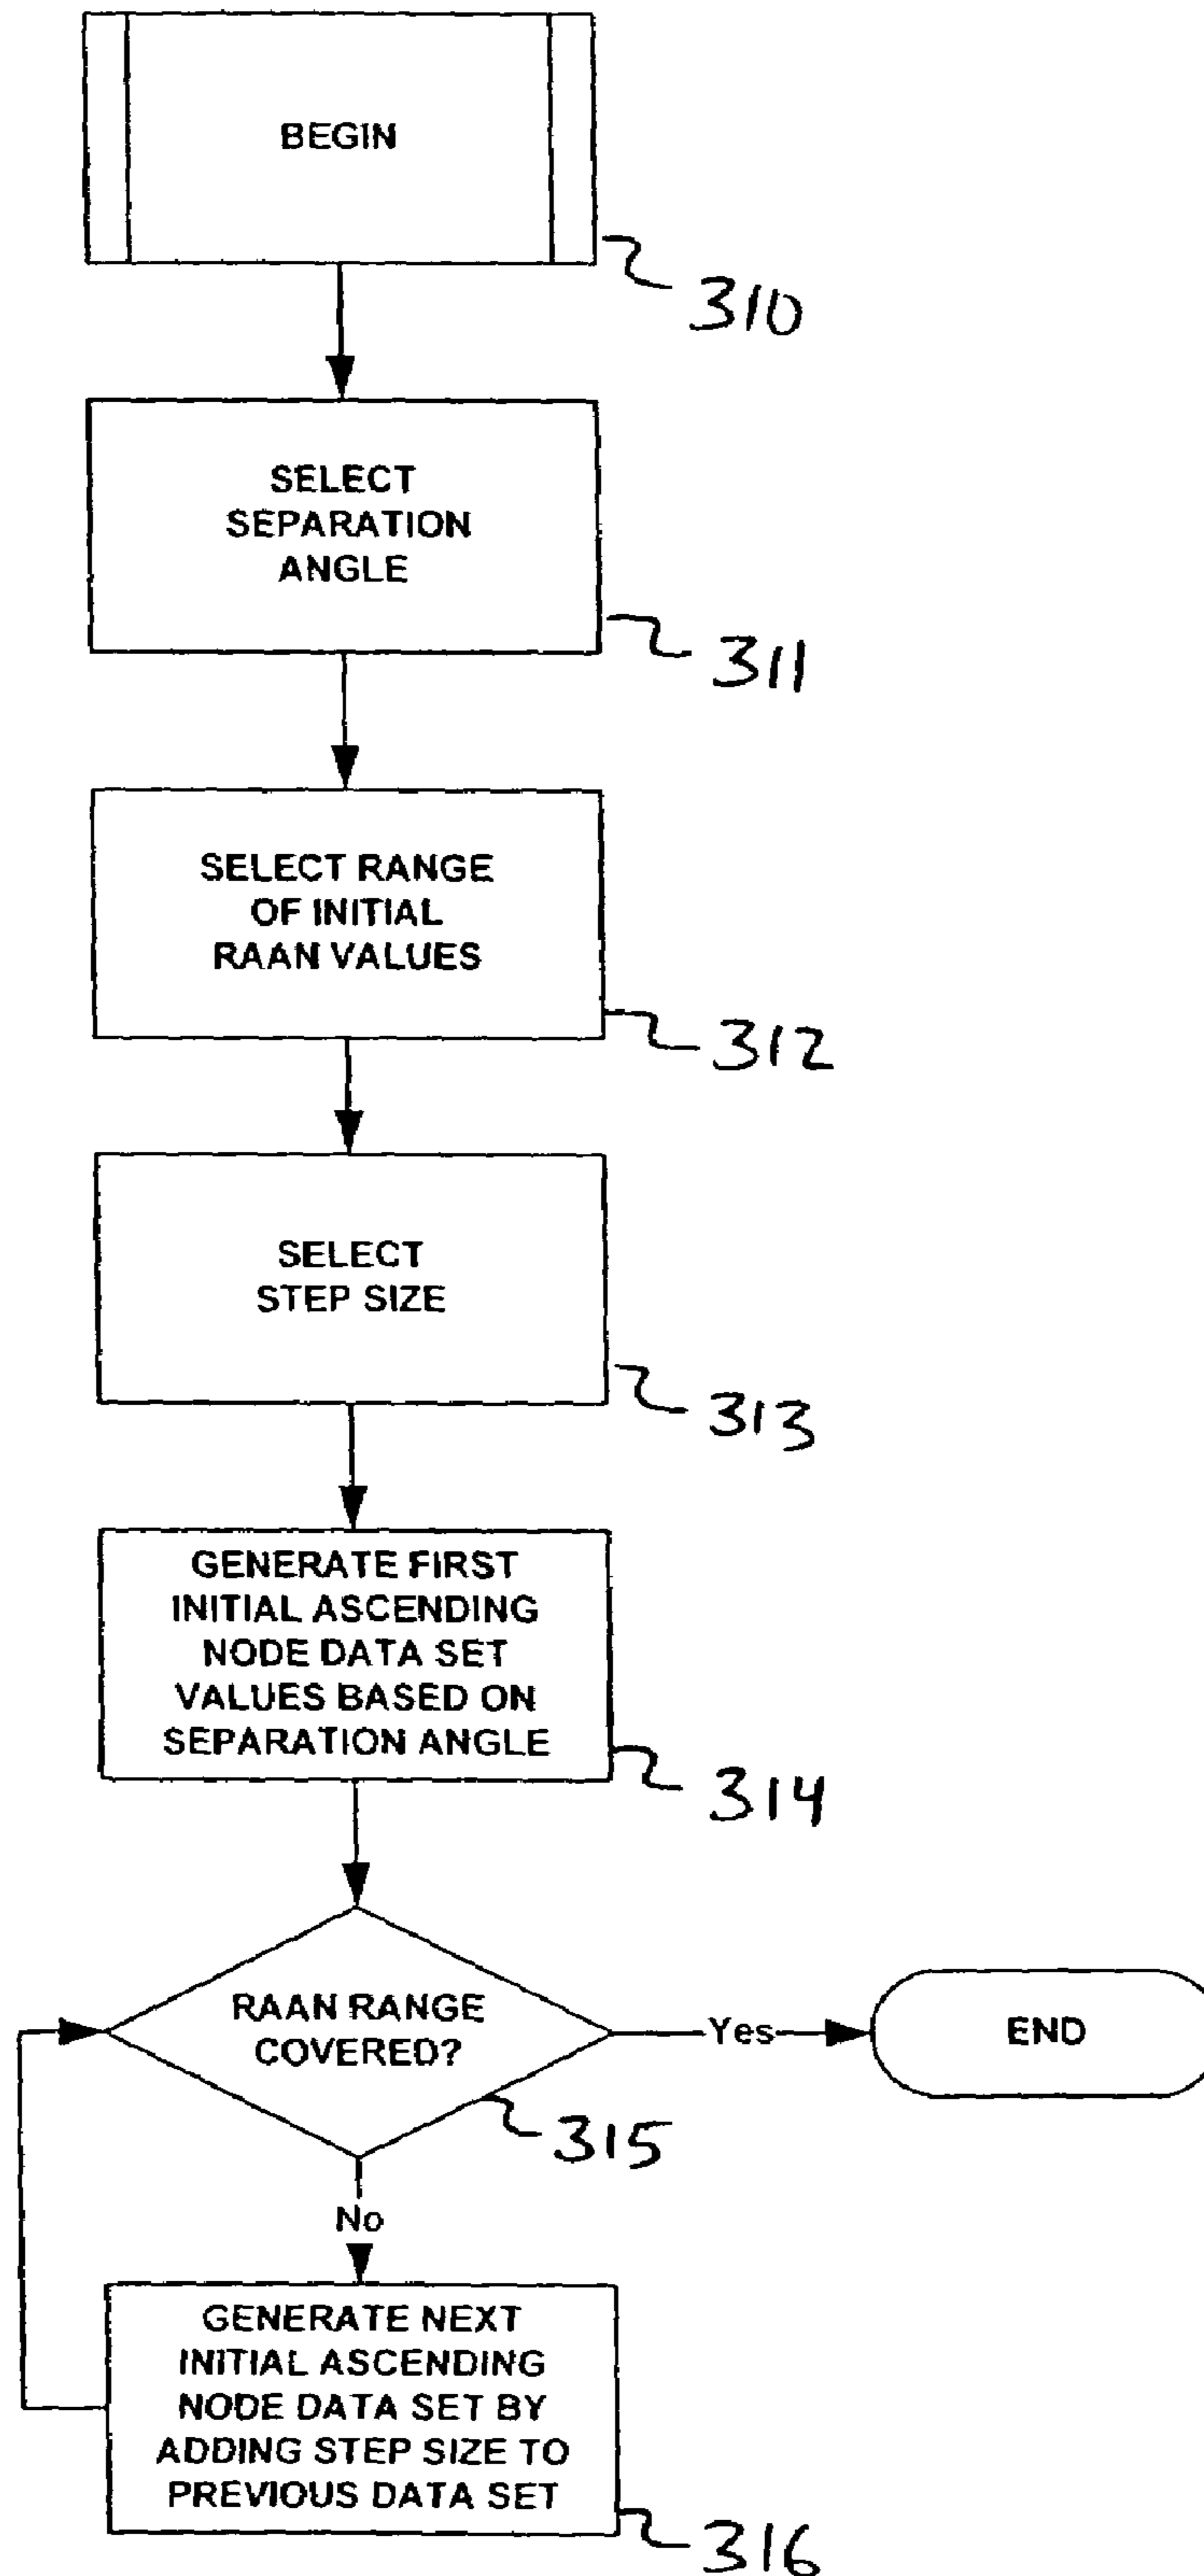 BEGIN
310
SELECT
SEPARATION
ANGLE
311
SELECT RANGE
OF INITIAL
RAAN VALUES
312
SELECT
STEP SIZE
313
GENERATE FIRST
INITIAL ASCENDING
NODE DATA SET
VALUES BASED ON
SEPARATION ANGLE
314
RAAN RANGE
COVERED?
Yes
END
315
No
GENERATE NEXT
INITIAL ASCENDING
NODE DATA SET BY
ADDING STEP SIZE TO
PREVIOUS DATA SET
316